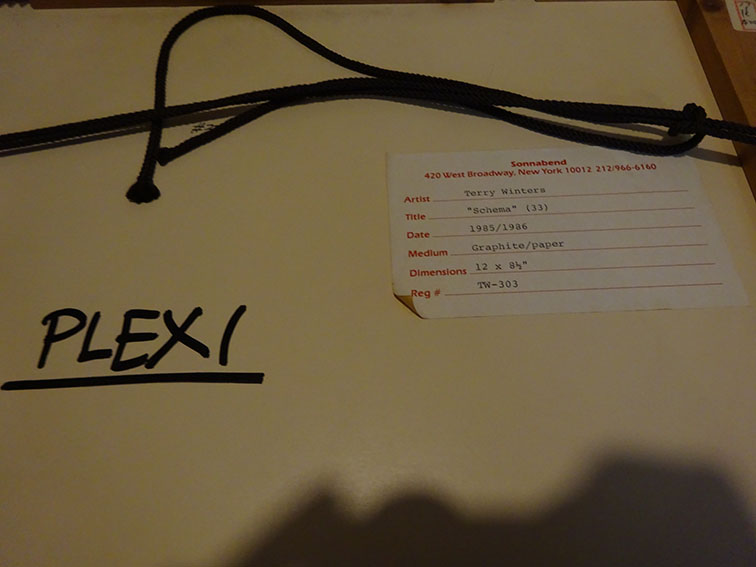 Sonnabend
420 West Broadway, New York 10012 212/966-6160
Artist Terry Winters
Title "Schema" (33)
Date 1985/1986
Medium Graphite/paper
Dimensions 12 x 8½"
Reg # TW-303
PLEXI